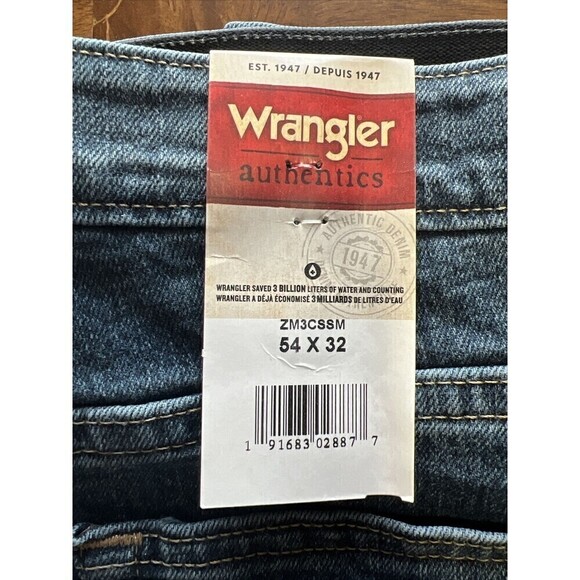 EST. 1947 / DEPUIS 1947
Wrangler
authentics
AUTHENTIC DENIM
1947
WRANGLER SAVED 3 BILLION LITERS OF WATER AND COUNTING
WRANGLER A DÉJÀ ÉCONOMISÉ 3 MILLIARDS DE LITRES D'EAU
ZM3CSSM
54 X 32
1 91683 02887 7